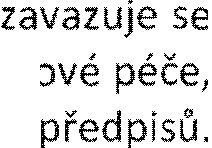 zavazuje se
ové péče,
předpisů.